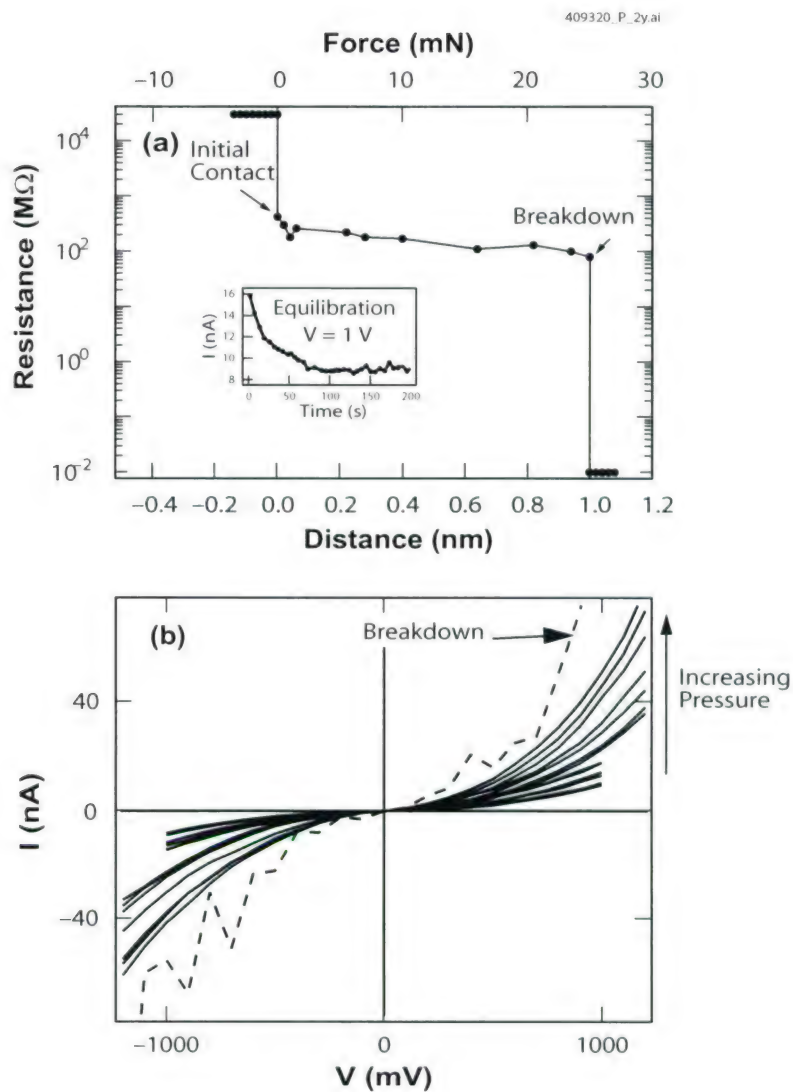 409320_P_2y.ai
Force (mN)
−10 0 10 20 30
(a)
Initial
Contact
Breakdown
Resistance (MΩ)
10⁴
10²
10⁰
10⁻²
Equilibration
V = 1 V
I (nA)
16
14
12
10
8
0 50 100 150 200
Time (s)
−0.4 −0.2 0.0 0.2 0.4 0.6 0.8 1.0 1.2
Distance (nm)
(b)
Breakdown
Increasing
Pressure
I (nA)
40
0
−40
−1000 0 1000
V (mV)